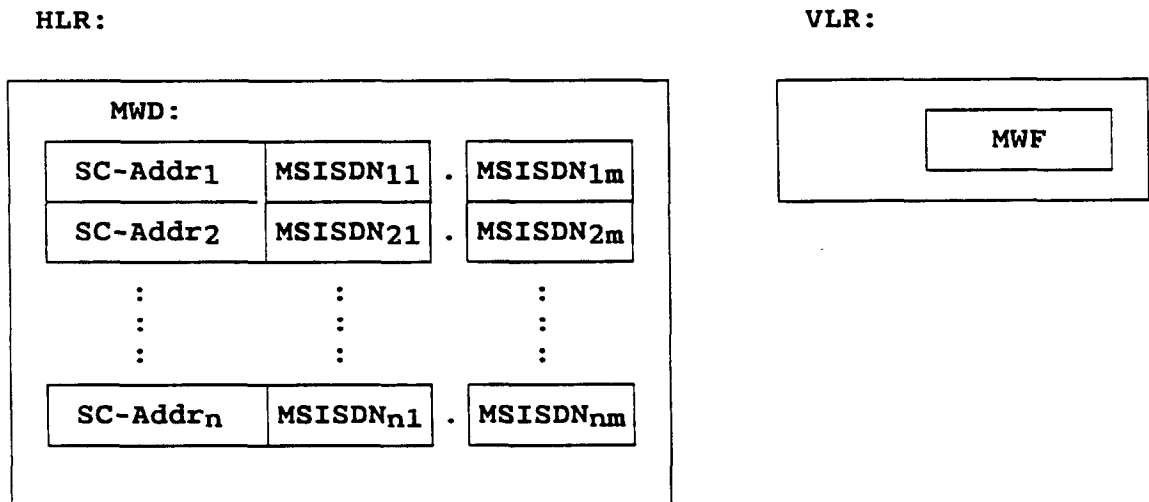 HLR: VLR:
MWD:
MWF
SC-Addr1 MSISDN11 . MSISDN1m
SC-Addr2 MSISDN21 . MSISDN2m
: : :
: : :
SC-Addrn MSISDNn1 . MSISDNnm